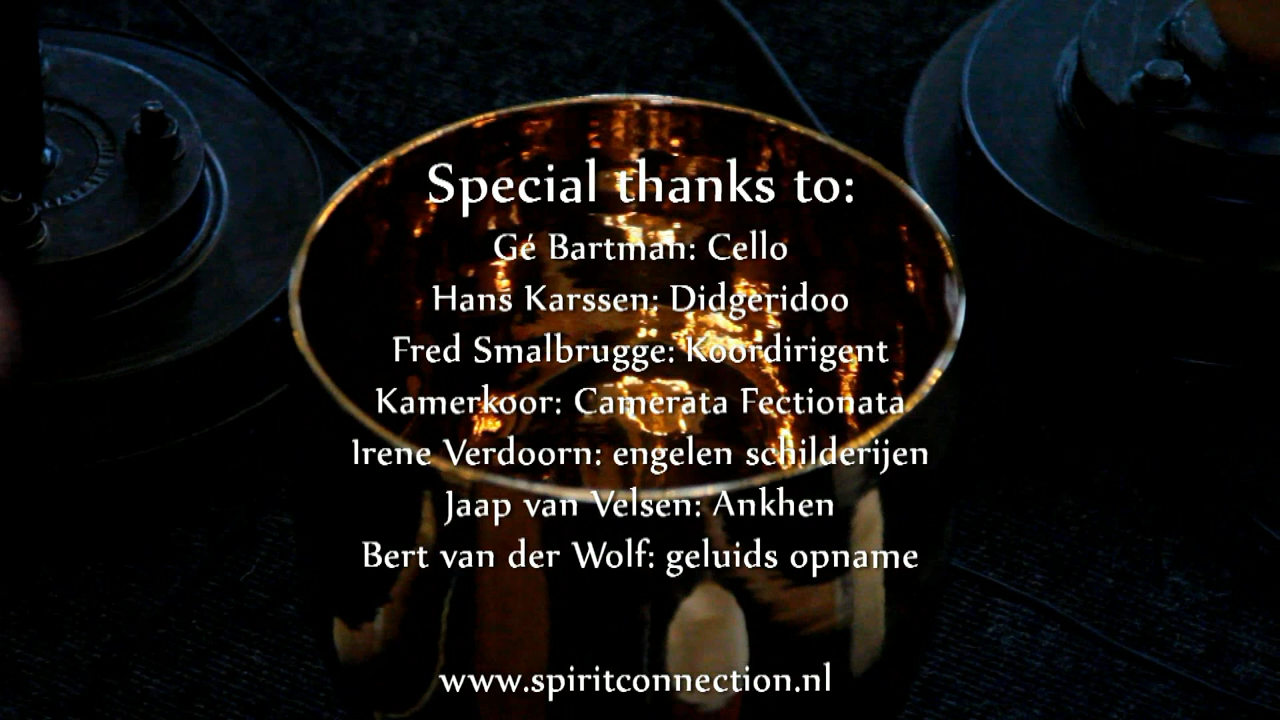 Special thanks to:
Gé Bartman: Cello
Hans Karssen: Didgeridoo
Fred Smalbrugge: Koordirigent
Kamerkoor: Camerata Fectionata
Irene Verdoorn: engelen schilderijen
Jaap van Velsen: Ankhen
Bert van der Wolf: geluids opname
www.spiritconnection.nl